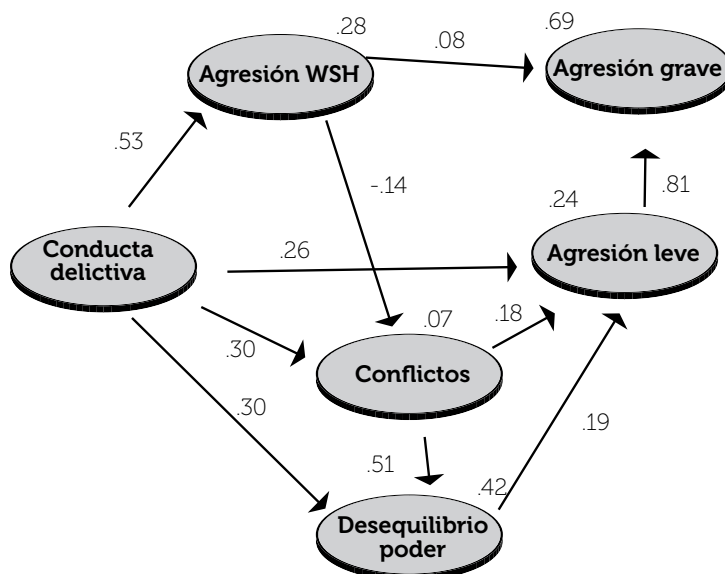 .28
.08
.69
Agresión WSH
Agresión grave
.53
-.14
.24
.81
Conducta
delictiva
.26
Agresión leve
.07
.18
.30
Conflictos
.30
.19
.51
.42
Desequilibrio
poder